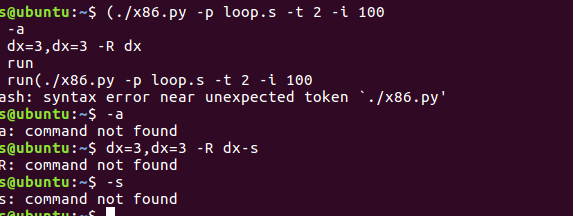 s@ubuntu:~$ (./x86.py -p loop.s -t 2 -i 100
-a
dx=3,dx=3 -R dx
run
run(./x86.py -p loop.s -t 2 -i 100
ash: syntax error near unexpected token `./x86.py'
s@ubuntu:~$ -a
a: command not found
s@ubuntu:~$ dx=3,dx=3 -R dx-s
R: command not found
s@ubuntu:~$ -s
s: command not found
s@ubuntu:~$